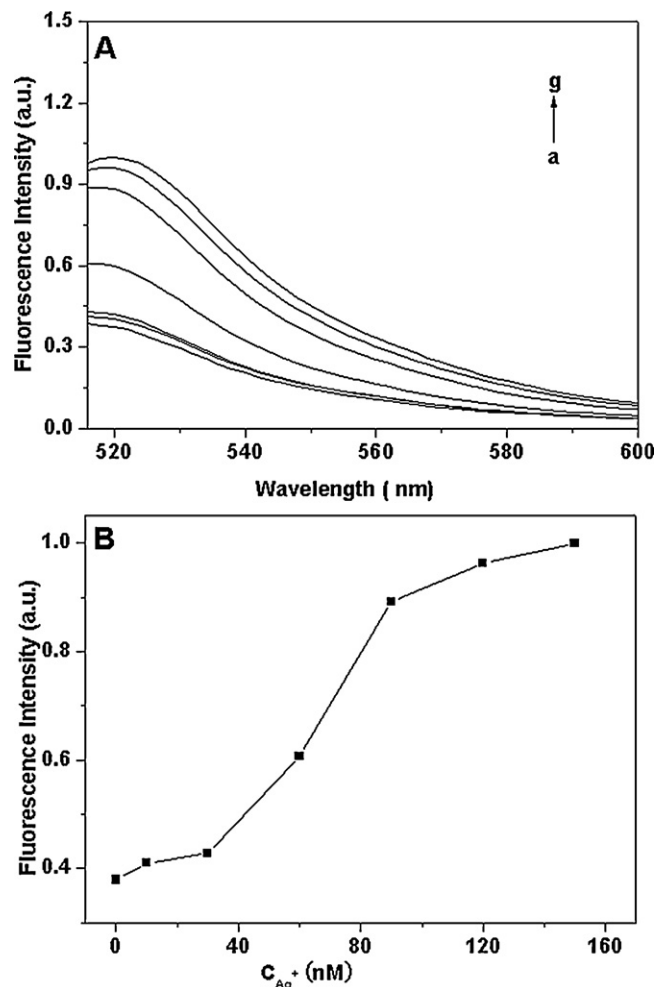 A
1.5
1.2
0.9
0.6
0.3
0.0
Fluorescence Intensity (a.u.)
g
a
520 540 560 580 600
Wavelength ( nm)
B
1.0
0.8
0.6
0.4
Fluorescence Intensity (a.u.)
0 40 80 120 160
C Ag+ (nM)